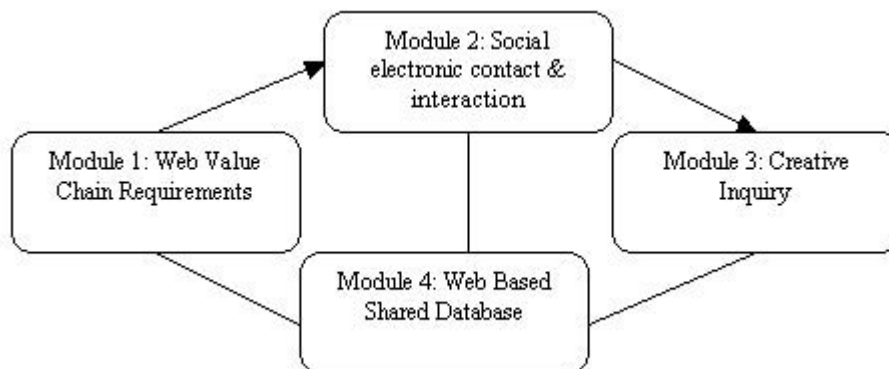 Module 2: Social
electronic contact &
interaction
Module 1: Web Value
Chain Requirements
Module 3: Creative
Inquiry
Module 4: Web Based
Shared Database